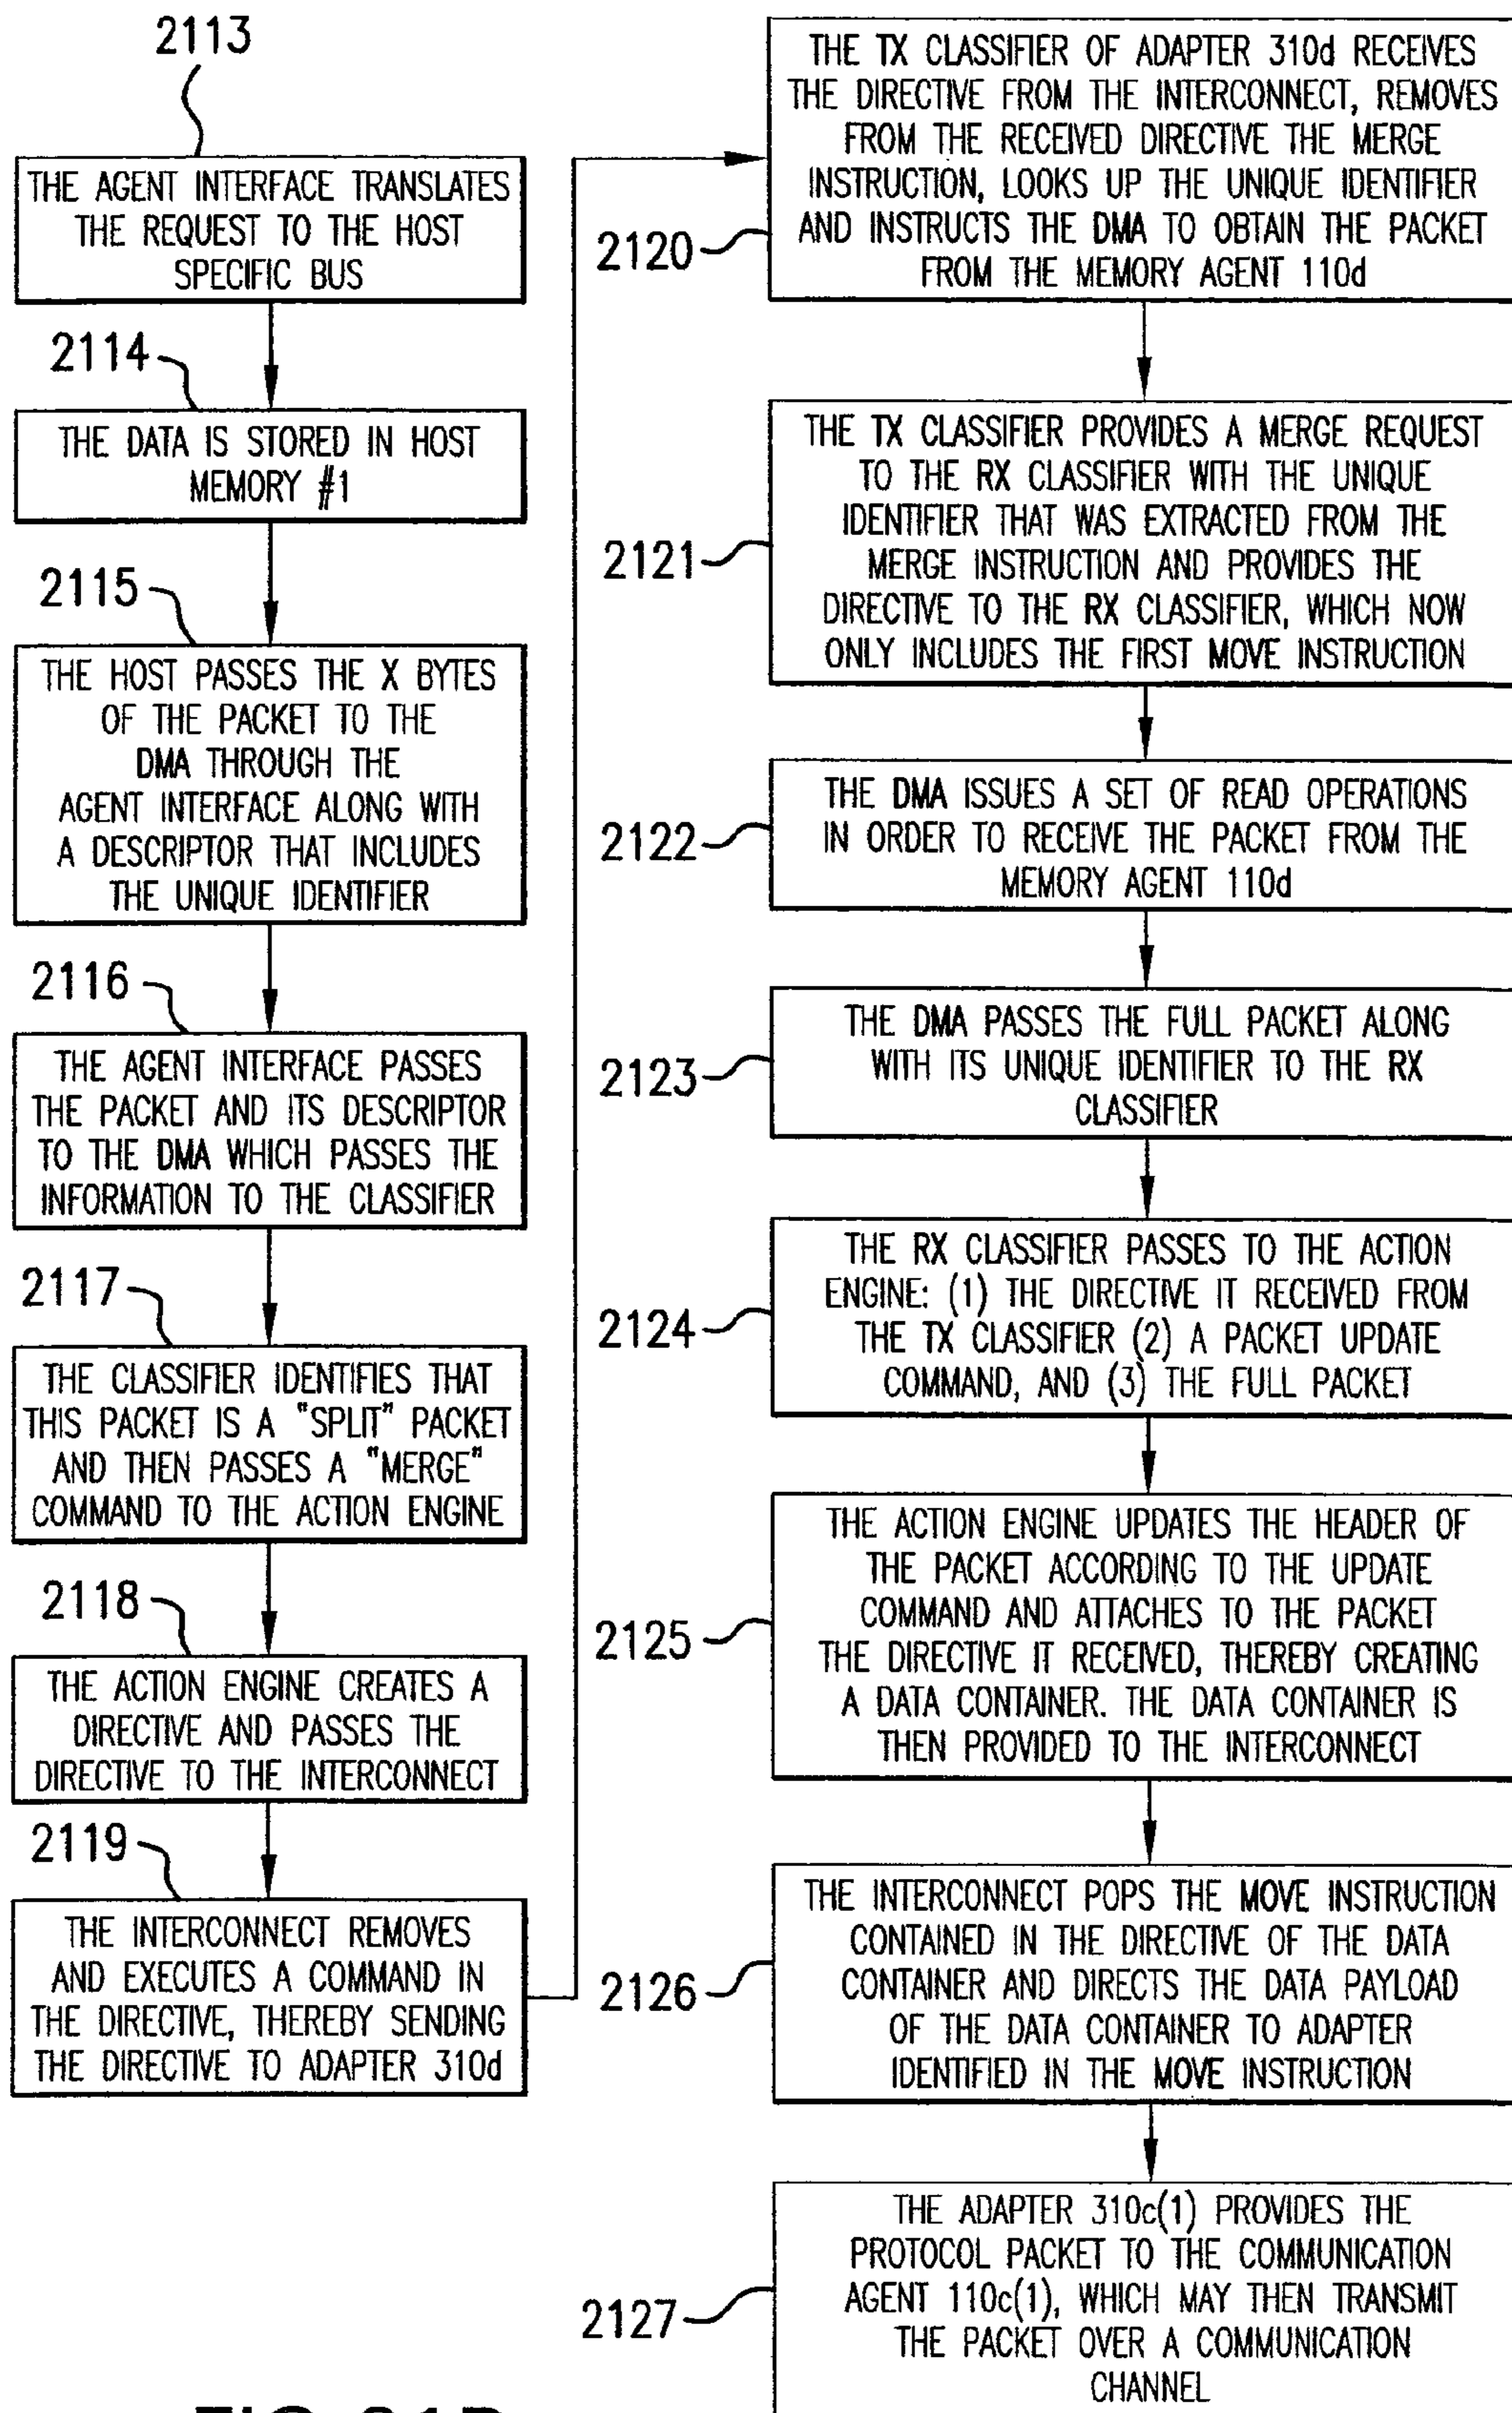 2113
THE AGENT INTERFACE TRANSLATES
THE REQUEST TO THE HOST
SPECIFIC BUS
2114
THE DATA IS STORED IN HOST
MEMORY #1
2115
THE HOST PASSES THE X BYTES
OF THE PACKET TO THE
DMA THROUGH THE
AGENT INTERFACE ALONG WITH
A DESCRIPTOR THAT INCLUDES
THE UNIQUE IDENTIFIER
2116
THE AGENT INTERFACE PASSES
THE PACKET AND ITS DESCRIPTOR
TO THE DMA WHICH PASSES THE
INFORMATION TO THE CLASSIFIER
2117
THE CLASSIFIER IDENTIFIES THAT
THIS PACKET IS A "SPLIT" PACKET
AND THEN PASSES A "MERGE"
COMMAND TO THE ACTION ENGINE
2118
THE ACTION ENGINE CREATES A
DIRECTIVE AND PASSES THE
DIRECTIVE TO THE INTERCONNECT
2119
THE INTERCONNECT REMOVES
AND EXECUTES A COMMAND IN
THE DIRECTIVE, THEREBY SENDING
THE DIRECTIVE TO ADAPTER 310d
2120
THE TX CLASSIFIER OF ADAPTER 310d RECEIVES
THE DIRECTIVE FROM THE INTERCONNECT, REMOVES
FROM THE RECEIVED DIRECTIVE THE MERGE
INSTRUCTION, LOOKS UP THE UNIQUE IDENTIFIER
AND INSTRUCTS THE DMA TO OBTAIN THE PACKET
FROM THE MEMORY AGENT 110d
2121
THE TX CLASSIFIER PROVIDES A MERGE REQUEST
TO THE RX CLASSIFIER WITH THE UNIQUE
IDENTIFIER THAT WAS EXTRACTED FROM THE
MERGE INSTRUCTION AND PROVIDES THE
DIRECTIVE TO THE RX CLASSIFIER, WHICH NOW
ONLY INCLUDES THE FIRST MOVE INSTRUCTION
2122
THE DMA ISSUES A SET OF READ OPERATIONS
IN ORDER TO RECEIVE THE PACKET FROM THE
MEMORY AGENT 110d
2123
THE DMA PASSES THE FULL PACKET ALONG
WITH ITS UNIQUE IDENTIFIER TO THE RX
CLASSIFIER
2124
THE RX CLASSIFIER PASSES TO THE ACTION
ENGINE: (1) THE DIRECTIVE IT RECEIVED FROM
THE TX CLASSIFIER (2) A PACKET UPDATE
COMMAND, AND (3) THE FULL PACKET
2125
THE ACTION ENGINE UPDATES THE HEADER OF
THE PACKET ACCORDING TO THE UPDATE
COMMAND AND ATTACHES TO THE PACKET
THE DIRECTIVE IT RECEIVED, THEREBY CREATING
A DATA CONTAINER. THE DATA CONTAINER IS
THEN PROVIDED TO THE INTERCONNECT
2126
THE INTERCONNECT POPS THE MOVE INSTRUCTION
CONTAINED IN THE DIRECTIVE OF THE DATA
CONTAINER AND DIRECTS THE DATA PAYLOAD
OF THE DATA CONTAINER TO ADAPTER
IDENTIFIED IN THE MOVE INSTRUCTION
2127
THE ADAPTER 310c(1) PROVIDES THE
PROTOCOL PACKET TO THE COMMUNICATION
AGENT 110c(1), WHICH MAY THEN TRANSMIT
THE PACKET OVER A COMMUNICATION
CHANNEL